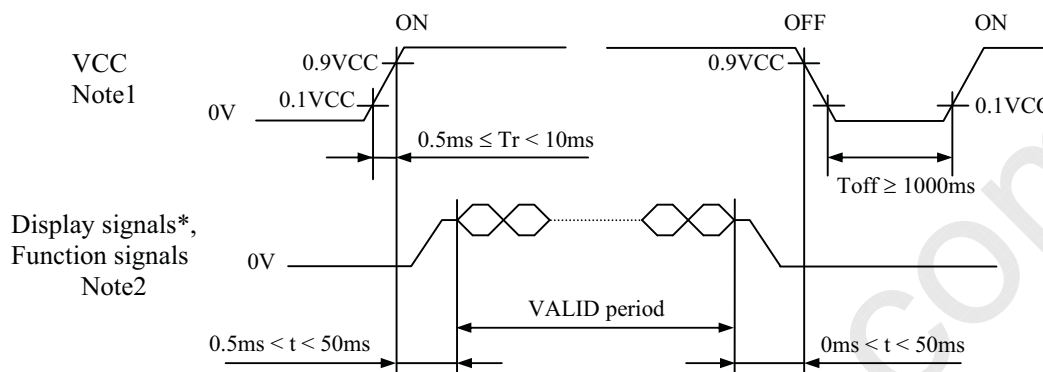 ON
OFF
ON
VCC
Note1
0.9VCC
0.9VCC
0.1VCC
0.1VCC
0V
0.5ms ≤ Tr < 10ms
Toff ≥ 1000ms
Display signals*,
Function signals
Note2
0V
VALID period
0.5ms < t < 50ms
0ms < t < 50ms
com